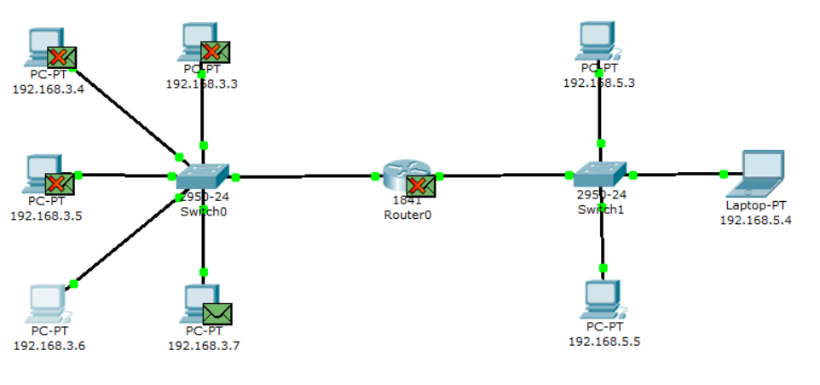 PC-PT
192.168.3.4
PC-PT
192.168.3.3
PC-PT
192.168.5.3
PC-PT
192.168.3.5
2950-24
Switch0
1841
Router0
2950-24
Switch1
Laptop-PT
192.168.5.4
PC-PT
192.168.3.6
PC-PT
192.168.3.7
PC-PT
192.168.5.5